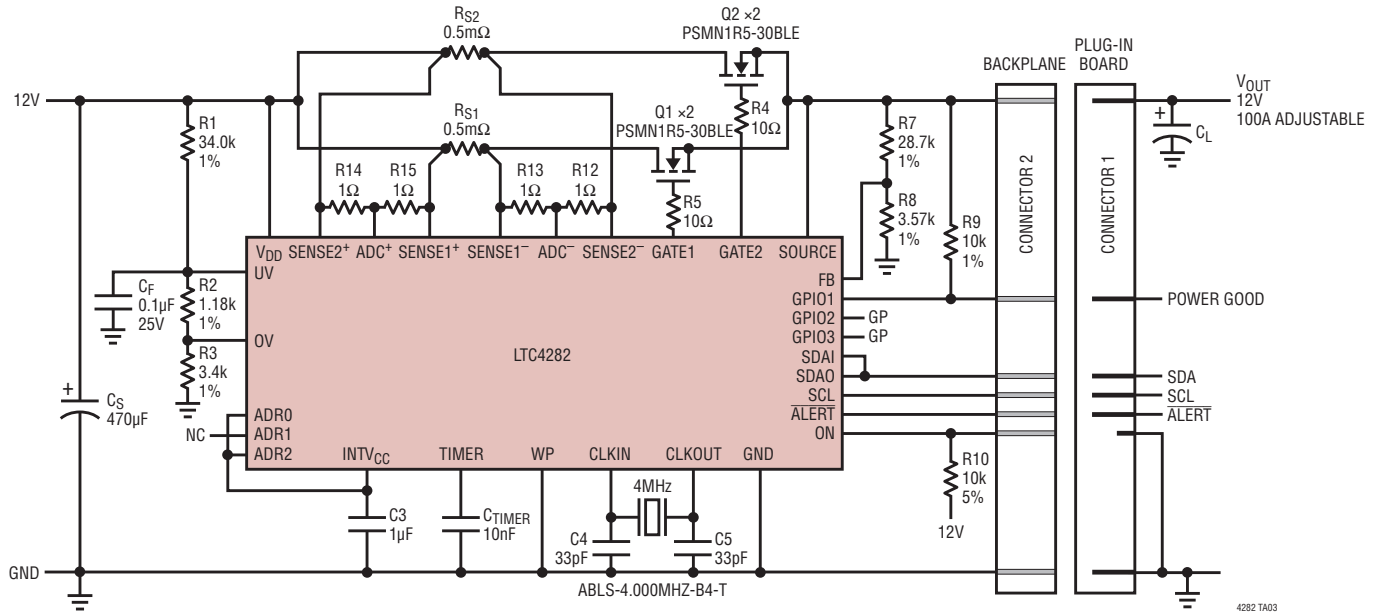 RS2
0.5mΩ
Q2 ×2
PSMN1R5-30BLE
BACKPLANE
PLUG-IN
BOARD
12V
R1
34.0k
1%
RS1
0.5mΩ
Q1 ×2
PSMN1R5-30BLE
R4
10Ω
R14
1Ω
R15
1Ω
R13
1Ω
R12
1Ω
R5
10Ω
R7
28.7k
1%
R8
3.57k
1%
R9
10k
1%
CONNECTOR 2
CONNECTOR 1
VOUT
12V
100A ADJUSTABLE
+
CL
VDD
SENSE2+
ADC+
SENSE1+
SENSE1–
ADC–
SENSE2–
GATE1
GATE2
SOURCE
UV
OV
ADR0
ADR1
ADR2
NC
CF
0.1µF
25V
R2
1.18k
1%
R3
3.4k
1%
+
CS
470µF
LTC4282
FB
GPIO1
GPIO2
GP
GPIO3
GP
SDAI
SDAO
SCL
ALERT
ON
POWER GOOD
SDA
SCL
ALERT
INTVCC
TIMER
WP
CLKIN
CLKOUT
GND
C3
1µF
CTIMER
10nF
4MHz
C4
33pF
C5
33pF
R10
10k
5%
12V
GND
ABLS-4.000MHZ-B4-T
4282 TA03